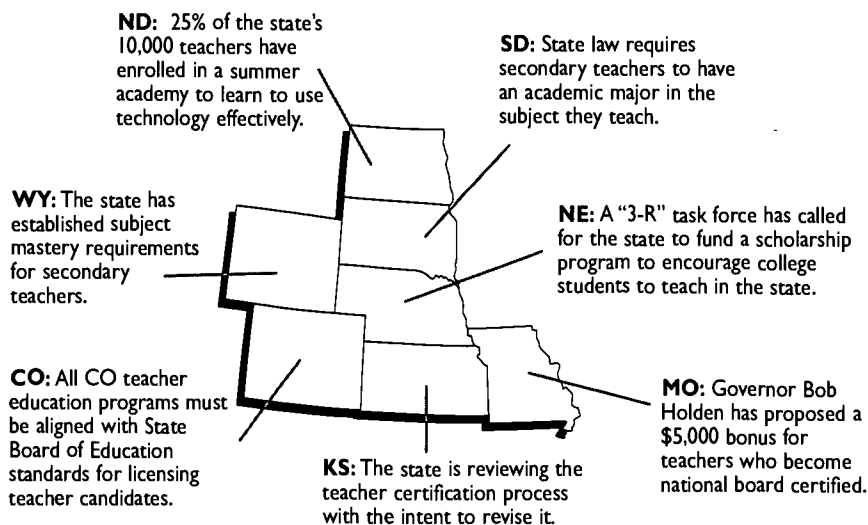 ND: 25% of the state's
10,000 teachers have
enrolled in a summer
academy to learn to use
technology effectively.
SD: State law requires
secondary teachers to have
an academic major in the
subject they teach.
WY: The state has
established subject
mastery requirements
for secondary
teachers.
NE: A "3-R" task force has called
for the state to fund a scholarship
program to encourage college
students to teach in the state.
CO: All CO teacher
education programs must
be aligned with State
Board of Education
standards for licensing
teacher candidates.
KS: The state is reviewing the
teacher certification process
with the intent to revise it.
MO: Governor Bob
Holden has proposed a
$5,000 bonus for
teachers who become
national board certified.